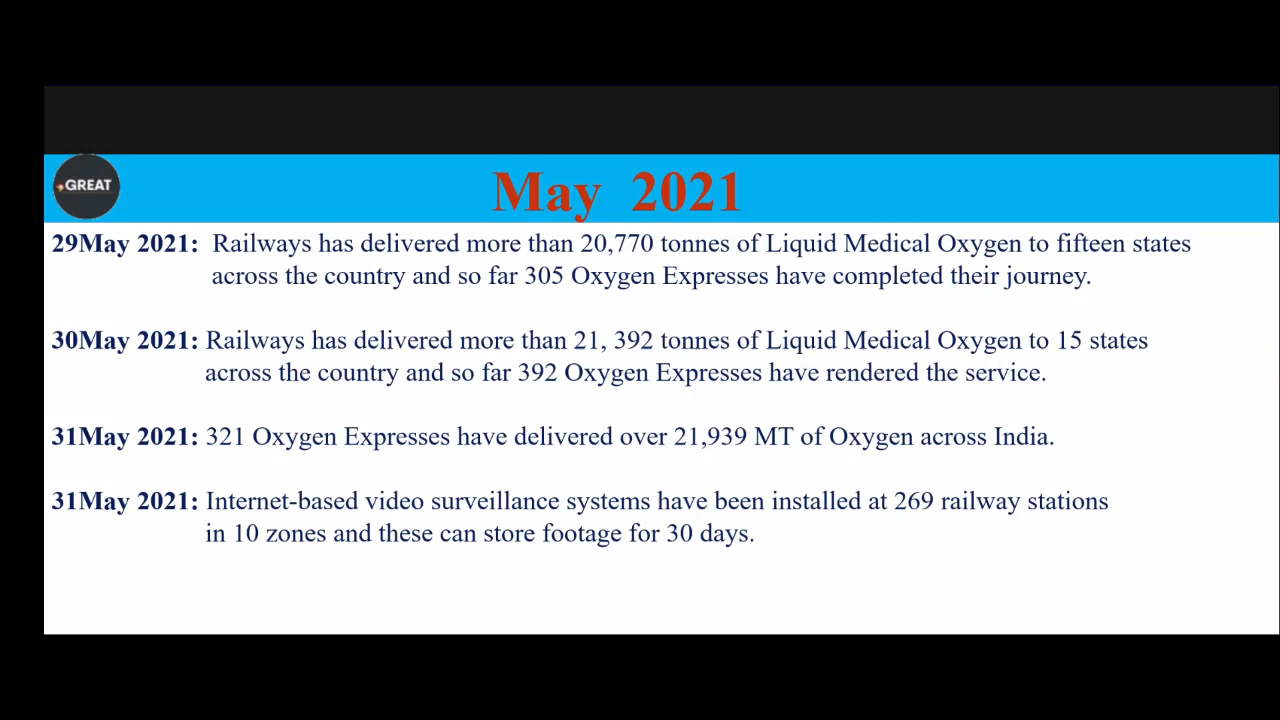 GREAT
May 2021
29May 2021: Railways has delivered more than 20,770 tonnes of Liquid Medical Oxygen to fifteen states
across the country and so far 305 Oxygen Expresses have completed their journey.
30May 2021: Railways has delivered more than 21, 392 tonnes of Liquid Medical Oxygen to 15 states
across the country and so far 392 Oxygen Expresses have rendered the service.
31May 2021: 321 Oxygen Expresses have delivered over 21,939 MT of Oxygen across India.
31May 2021: Internet-based video surveillance systems have been installed at 269 railway stations
in 10 zones and these can store footage for 30 days.